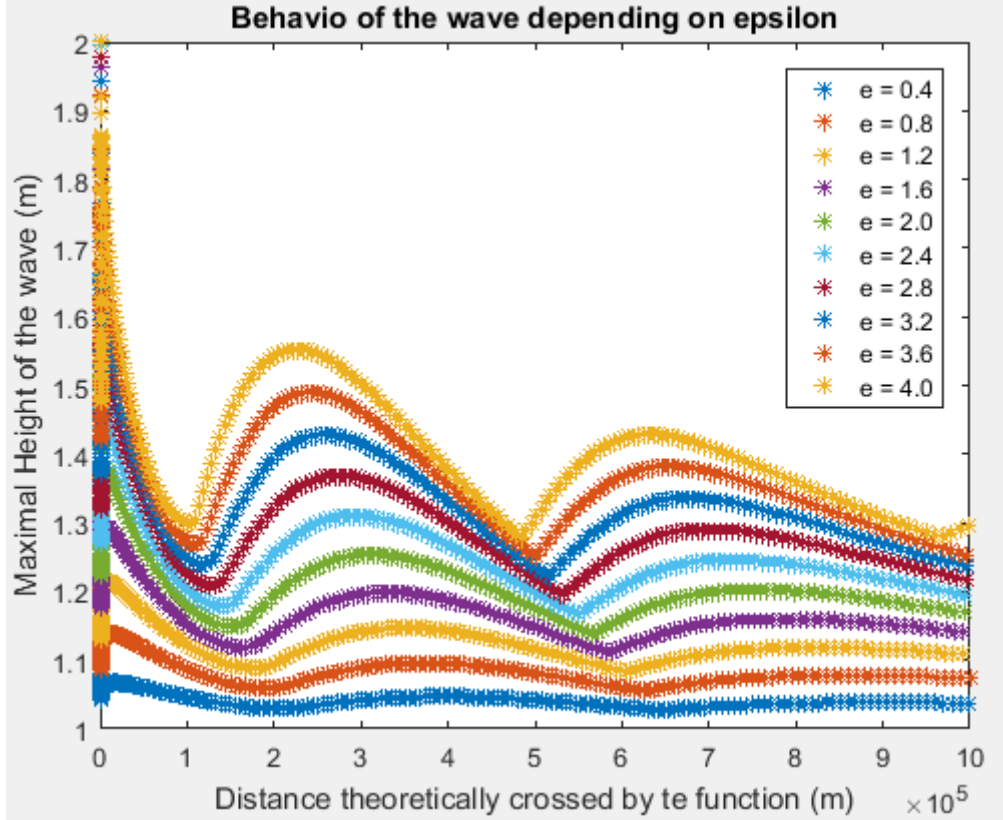 Behavio of the wave depending on epsilon
2
1.9
1.8
1.7
1.6
1.5
1.4
1.3
1.2
1.1
1
Maximal Height of the wave (m)
e = 0.4
e = 0.8
e = 1.2
e = 1.6
e = 2.0
e = 2.4
e = 2.8
e = 3.2
e = 3.6
e = 4.0
0 1 2 3 4 5 6 7 8 9 10
Distance theoretically crossed by te function (m)
×10^5